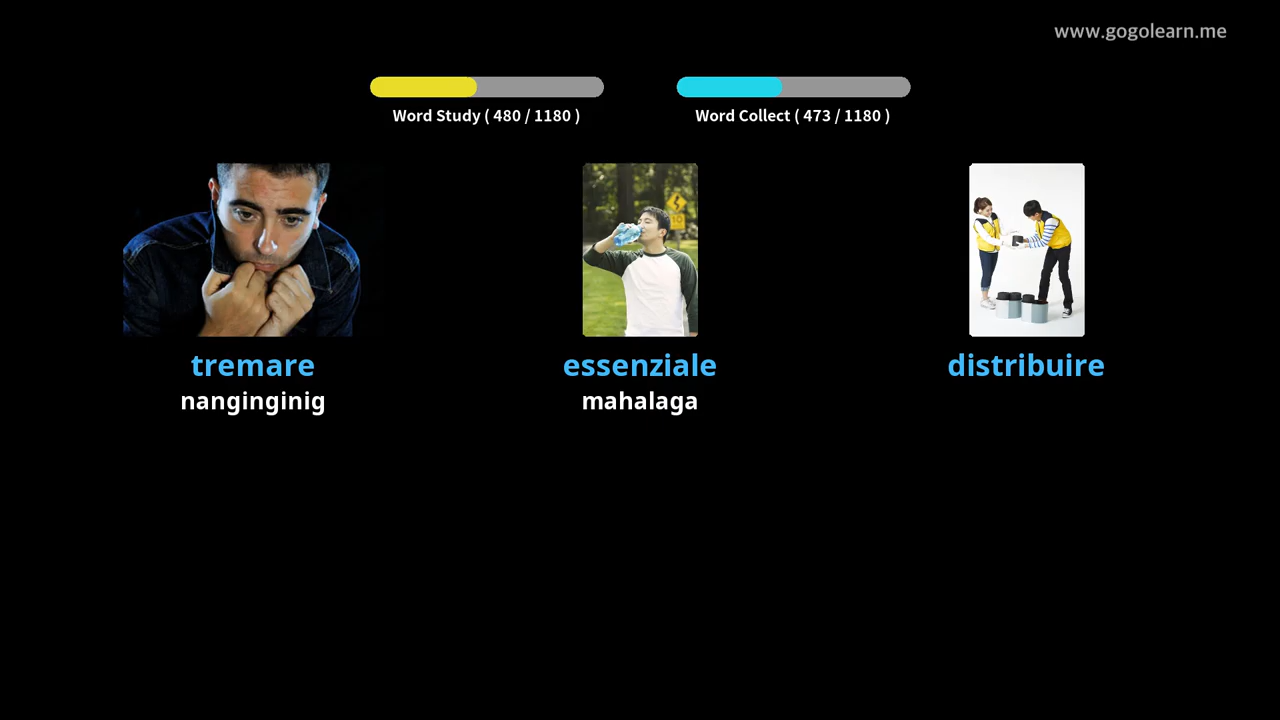 www.gogolearn.me
Word Study ( 480 / 1180 )
Word Collect ( 473 / 1180 )
tremare
essenziale
distribuire
nanginginig
mahalaga